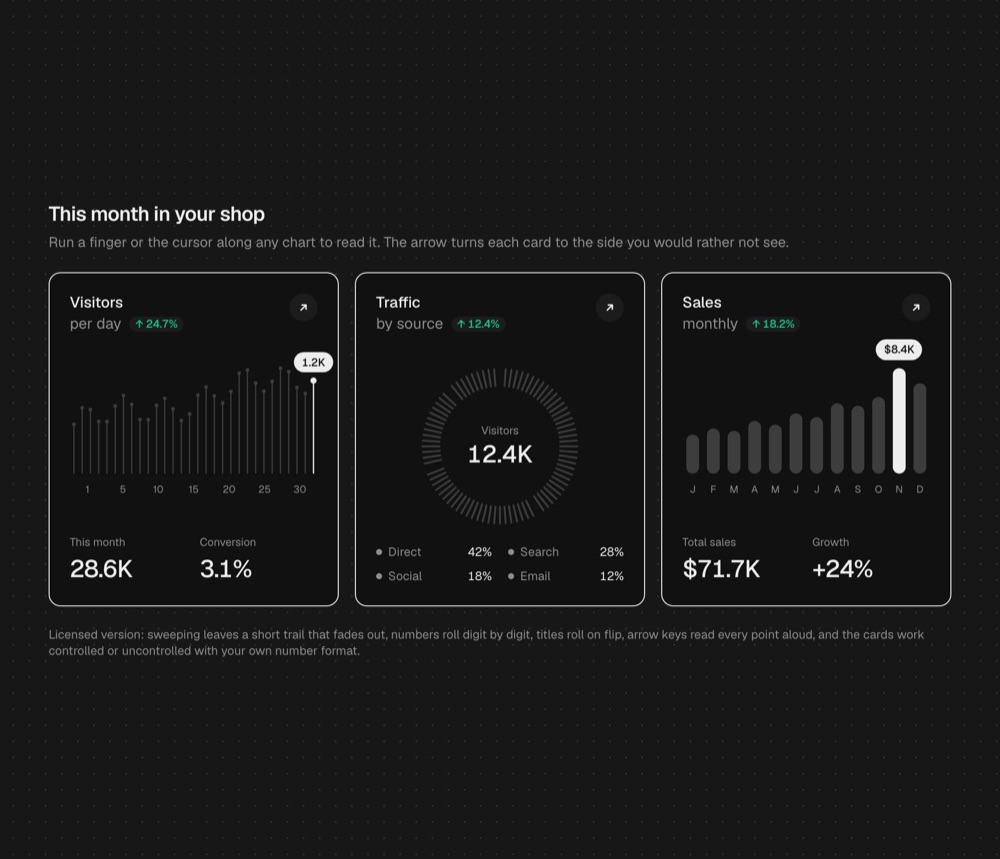 This month in your shop
Run a finger or the cursor along any chart to read it. The arrow turns each card to the side you would rather not see.
Visitors
per day ↑ 24.7%
1.2K
1 5 10 15 20 25 30
This month Conversion
28.6K 3.1%
Traffic
by source ↑ 12.4%
Visitors
12.4K
Direct 42% Search 28%
Social 18% Email 12%
Sales
monthly ↑ 18.2%
$8.4K
J F M A M J J A S O N D
Total sales Growth
$71.7K +24%
Licensed version: sweeping leaves a short trail that fades out, numbers roll digit by digit, titles roll on flip, arrow keys read every point aloud, and the cards work
controlled or uncontrolled with your own number format.